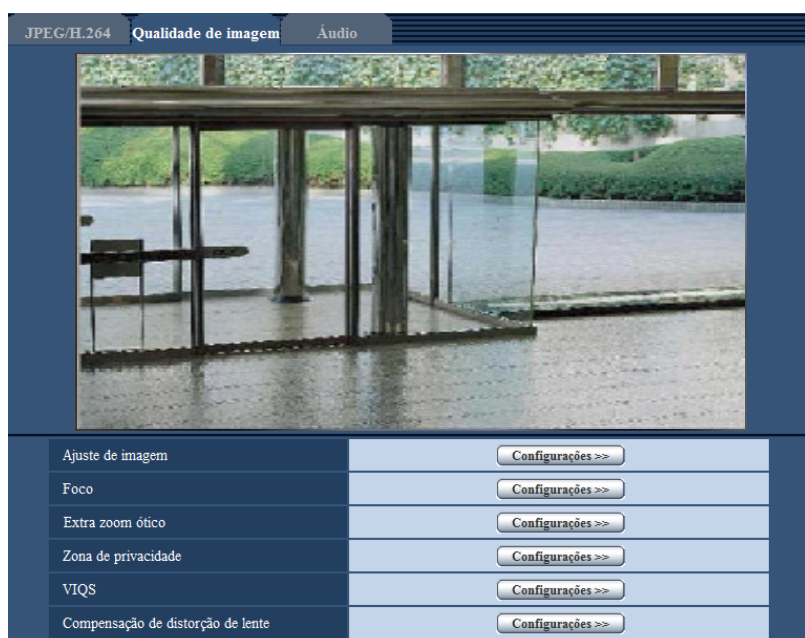 JPEG/H.264 Qualidade de imagem Áudio
Ajuste de imagem Configurações >>
Foco Configurações >>
Extra zoom ótico Configurações >>
Zona de privacidade Configurações >>
VIQS Configurações >>
Compensação de distorção de lente Configurações >>